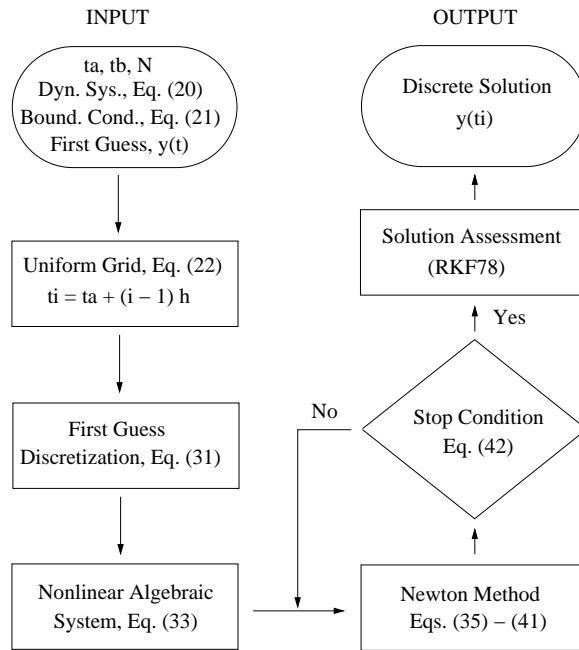 INPUT
ta, tb, N
Dyn. Sys., Eq. (20)
Bound. Cond., Eq. (21)
First Guess, y(t)
Uniform Grid, Eq. (22)
ti = ta + (i − 1) h
First Guess
Discretization, Eq. (31)
Nonlinear Algebraic
System, Eq. (33)
OUTPUT
Discrete Solution
y(ti)
Solution Assessment
(RKF78)
Yes
No
Stop Condition
Eq. (42)
Newton Method
Eqs. (35) − (41)